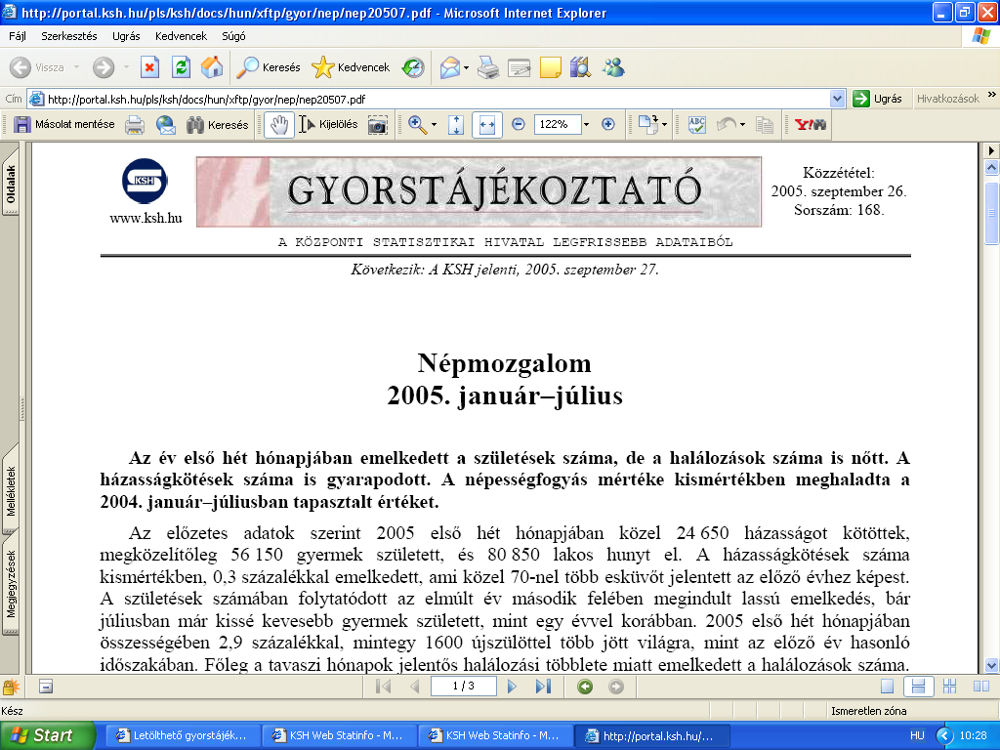 http://portal.ksh.hu/pls/ksh/docs/hun/xftp/gyor/nep/nep20507.pdf - Microsoft Internet Explorer
Fájl Szerkesztés Ugrás Kedvencek Súgó
Vissza Keresés Kedvencek
Cím http://portal.ksh.hu/pls/ksh/docs/hun/xftp/gyor/nep/nep20507.pdf Ugrás Hivatkozások »
Másolat mentése Keresés Kijelölés 122% ABC Y!
Oldalak
Mellékletek
Megjegyzések
KSH
www.ksh.hu
GYORSTÁJÉKOZTATÓ
Közzététel:
2005. szeptember 26.
Sorszám: 168.
A KÖZPONTI STATISZTIKAI HIVATAL LEGFRISSEBB ADATAIBÓL
Következik: A KSH jelenti, 2005. szeptember 27.
Népmozgalom
2005. január–július
Az év első hét hónapjában emelkedett a születések száma, de a halálozások száma is nőtt. A
házasságkötések száma is gyarapodott. A népességfogyás mértéke kismértékben meghaladta a
2004. január–júliusban tapasztalt értéket.
Az előzetes adatok szerint 2005 első hét hónapjában közel 24 650 házasságot kötöttek,
megközelítőleg 56 150 gyermek született, és 80 850 lakos hunyt el. A házasságkötések száma
kismértékben, 0,3 százalékkal emelkedett, ami közel 70-nel több esküvőt jelentett az előző évhez képest.
A születések számában folytatódott az elmúlt év második felében megindult lassú emelkedés, bár
júliusban már kissé kevesebb gyermek született, mint egy évvel korábban. 2005 első hét hónapjában
összességében 2,9 százalékkal, mintegy 1600 újszülöttel több jött világra, mint az előző év hasonló
időszakában. Főleg a tavaszi hónapok jelentős halálozási többlete miatt emelkedett a halálozások száma.
1 / 3
Kész Ismeretlen zóna
Start Letölthető gyorstájék... KSH Web Statinfo - M... KSH Web Statinfo - M... http://portal.ksh.hu/... HU 10:28